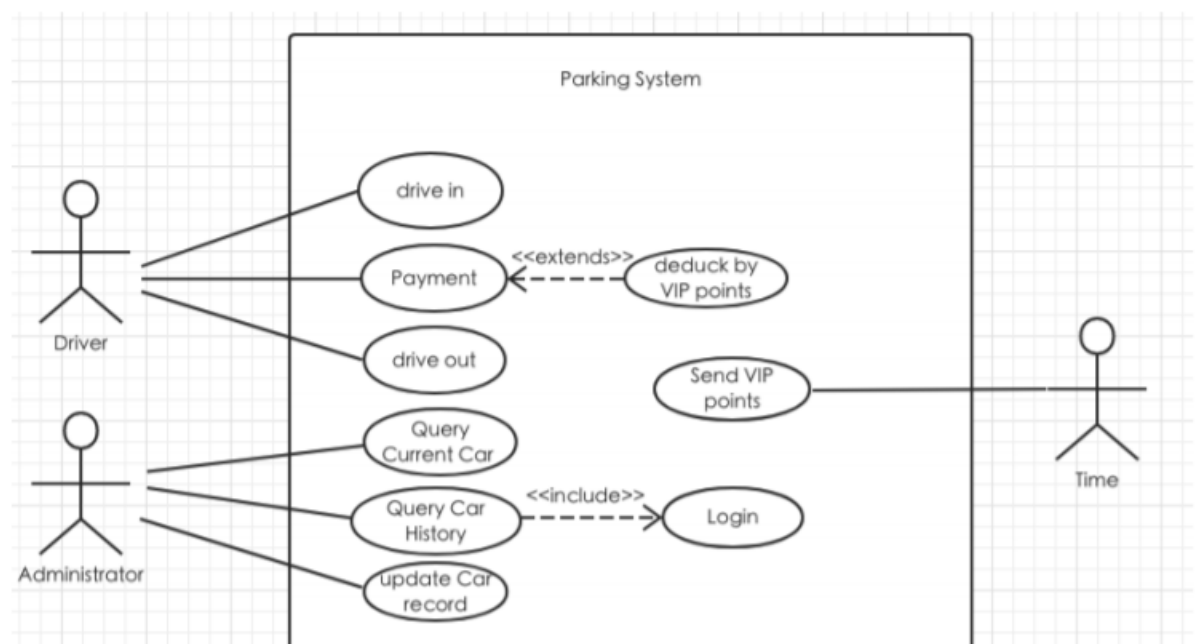 Parking System
drive in
Payment
<<extends>>
deduck by
VIP points
Driver
drive out
Send VIP
points
Query
Current Car
Time
Query Car
History
<<include>>
Login
Administrator
update Car
record